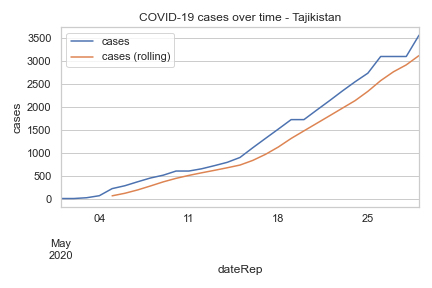 COVID-19 cases over time - Tajikistan
cases
cases (rolling)
3500
3000
2500
2000
1500
1000
500
0
cases
04
11
18
25
May
2020
dateRep